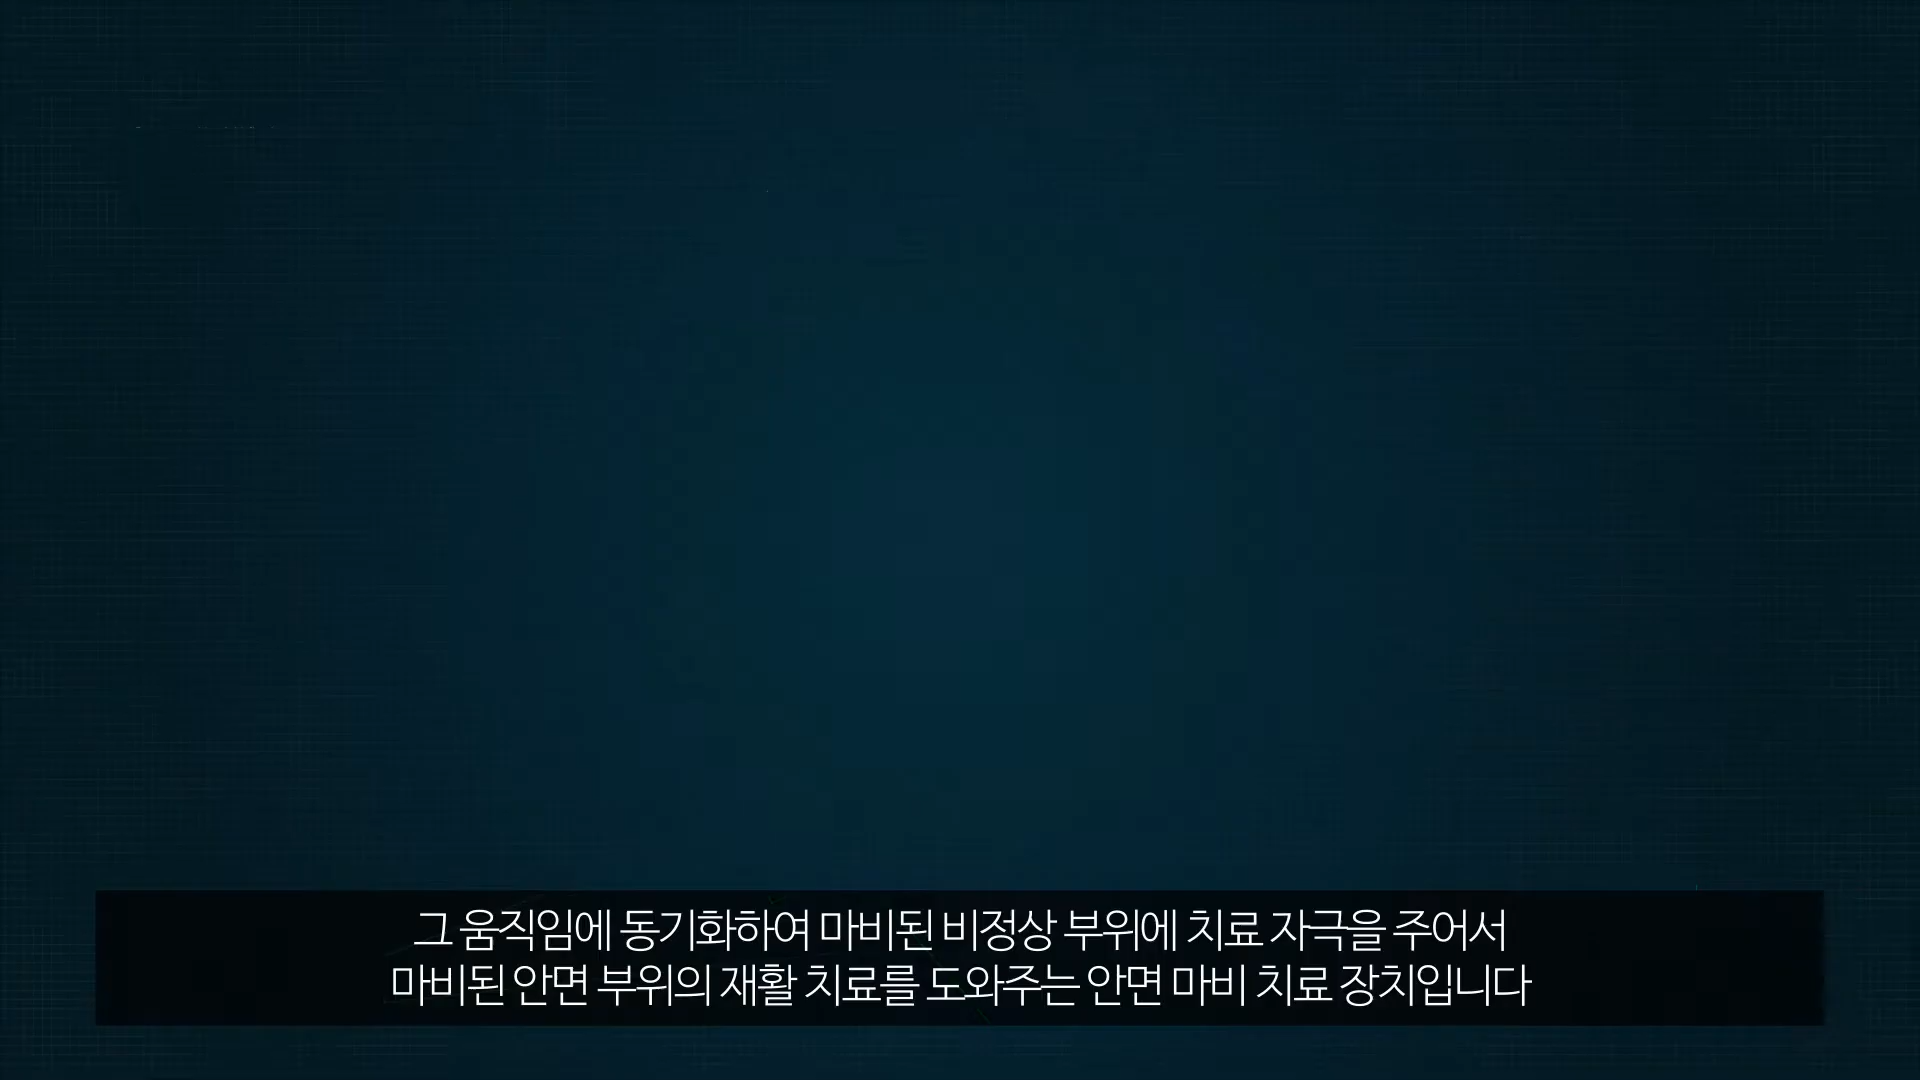 그 움직임에 동기화하여 마비된 비정상 부위에 치료 자극을 주어서
마비된 안면 부위의 재활 치료를 도와주는 안면 마비 치료 장치입니다